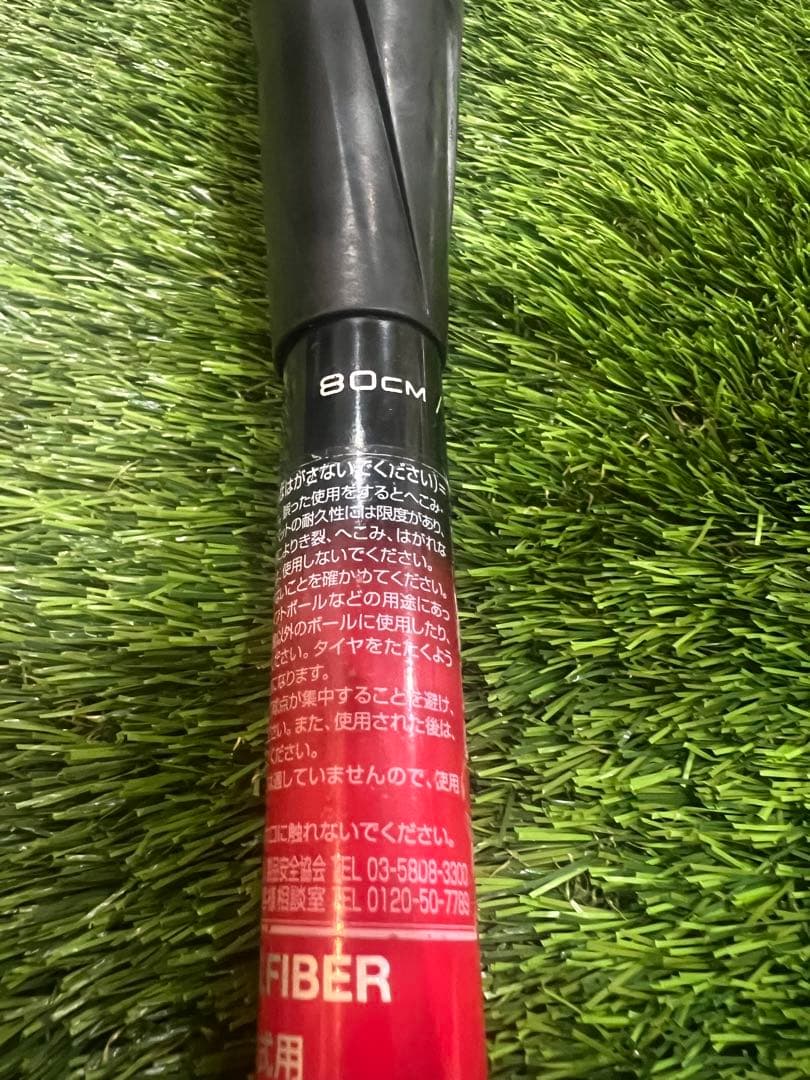 80CM /
はがさないでください)=
誤った使用をするとへこみ・
ットの耐久性には限度があり、
よりき裂、へこみ、はがれな
使用しないでください。
ないことを確かめてください。
フトボールなどの用途にあっ
以外のボールに使用したり、
ださい。タイヤをたたくよう
になります。
点が集中することを避け、
さい。また、使用された後は、
ください。
適していませんので、使用
コに触れないでください。
製品安全協会 TEL 03-5808-3300
様相談室 TEL 0120-50-7789
FIBER
式用